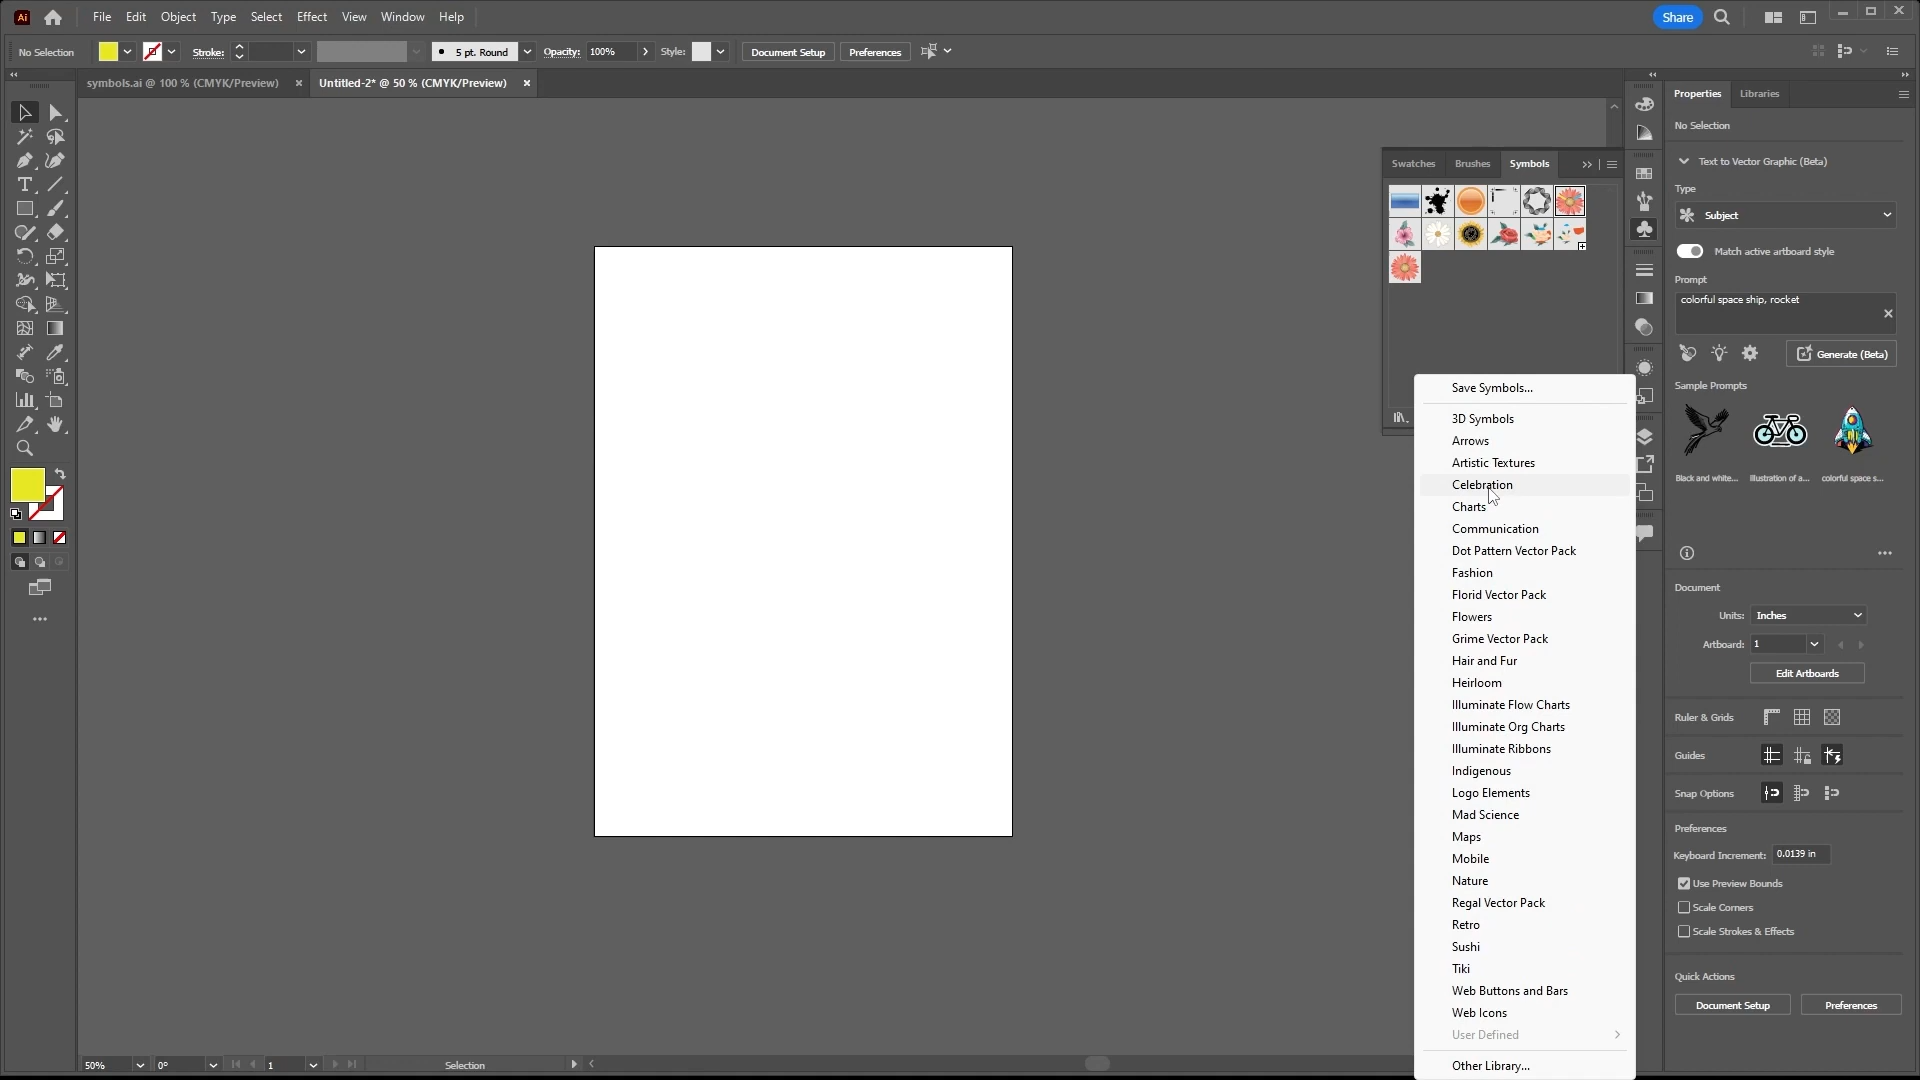 Ai File Edit Object Type Select Effect View Window Help Share
No Selection Stroke: 5 pt. Round Opacity: 100% Style: Document Setup Preferences
symbols.ai @ 100 % (CMYK/Preview) Untitled-2* @ 50 % (CMYK/Preview)
Swatches Brushes Symbols
Save Symbols...
3D Symbols
Arrows
Artistic Textures
Celebration
Charts
Communication
Dot Pattern Vector Pack
Fashion
Florid Vector Pack
Flowers
Grime Vector Pack
Hair and Fur
Heirloom
Illuminate Flow Charts
Illuminate Org Charts
Illuminate Ribbons
Indigenous
Logo Elements
Mad Science
Maps
Mobile
Nature
Regal Vector Pack
Retro
Sushi
Tiki
Web Buttons and Bars
Web Icons
User Defined
Other Library...
Properties Libraries
No Selection
Text to Vector Graphic (Beta)
Type
Subject
Match active artboard style
Prompt
colorful space ship, rocket
Generate (Beta)
Sample Prompts
Black and white... Illustration of a... colorful space s...
Document
Units: Inches
Artboard: 1
Edit Artboards
Ruler & Grids
Guides
Snap Options
Preferences
Keyboard Increment: 0.0139 in
Use Preview Bounds
Scale Corners
Scale Strokes & Effects
Quick Actions
Document Setup Preferences
50% 0° 1 Selection